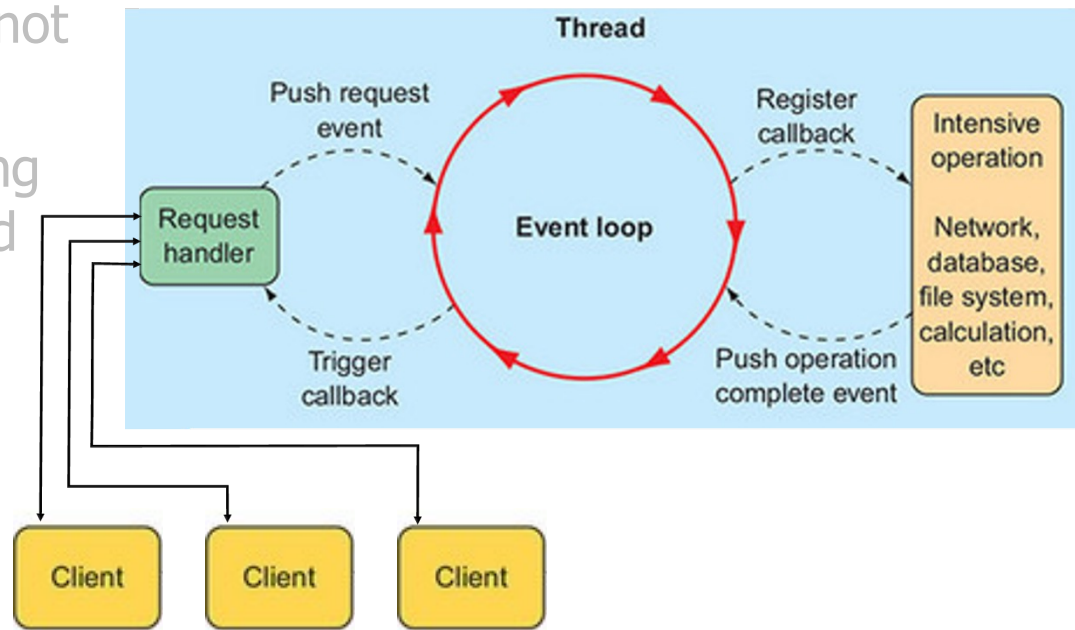 not
ng
d
Thread
Push request
event
Register
callback
Intensive
operation
Network,
database,
file system,
calculation,
etc
Request
handler
Event loop
Trigger
callback
Push operation
complete event
Client
Client
Client